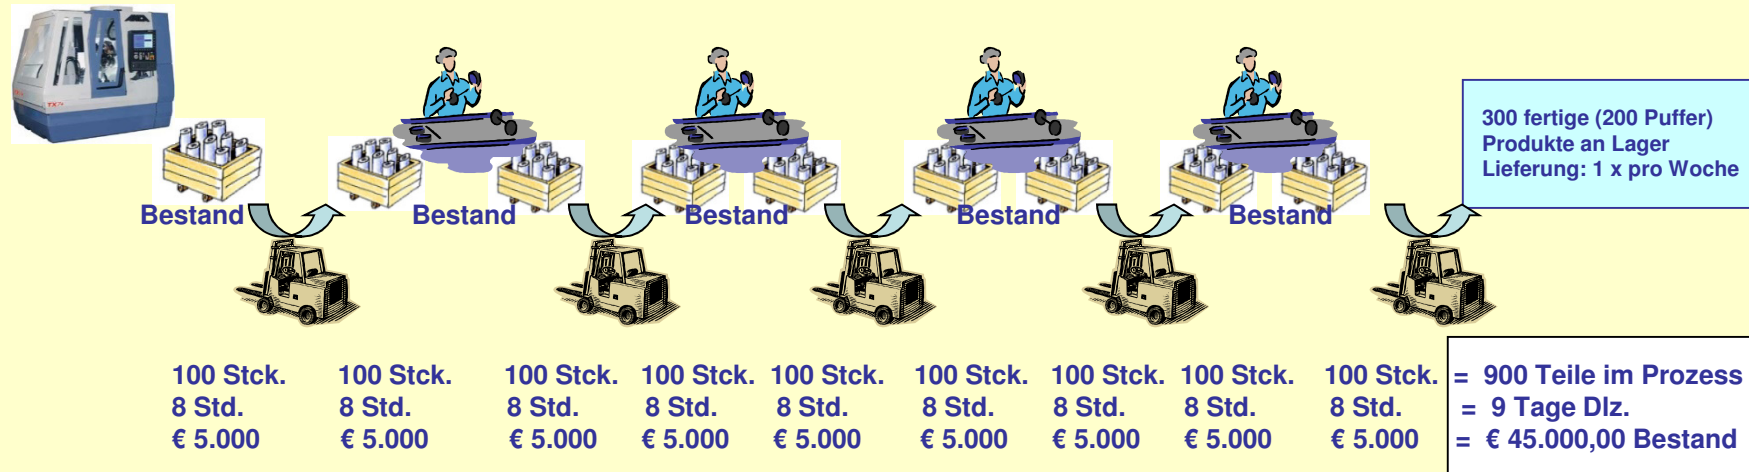 300 fertige (200 Puffer)
Produkte an Lager
Lieferung: 1 x pro Woche
Bestand Bestand Bestand Bestand Bestand
100 Stck. 100 Stck. 100 Stck. 100 Stck. 100 Stck. 100 Stck. 100 Stck. 100 Stck. 100 Stck. = 900 Teile im Prozess
8 Std. 8 Std. 8 Std. 8 Std. 8 Std. 8 Std. 8 Std. 8 Std. 8 Std. = 9 Tage Dlz.
€ 5.000 € 5.000 € 5.000 € 5.000 € 5.000 € 5.000 € 5.000 € 5.000 € 5.000 = € 45.000,00 Bestand